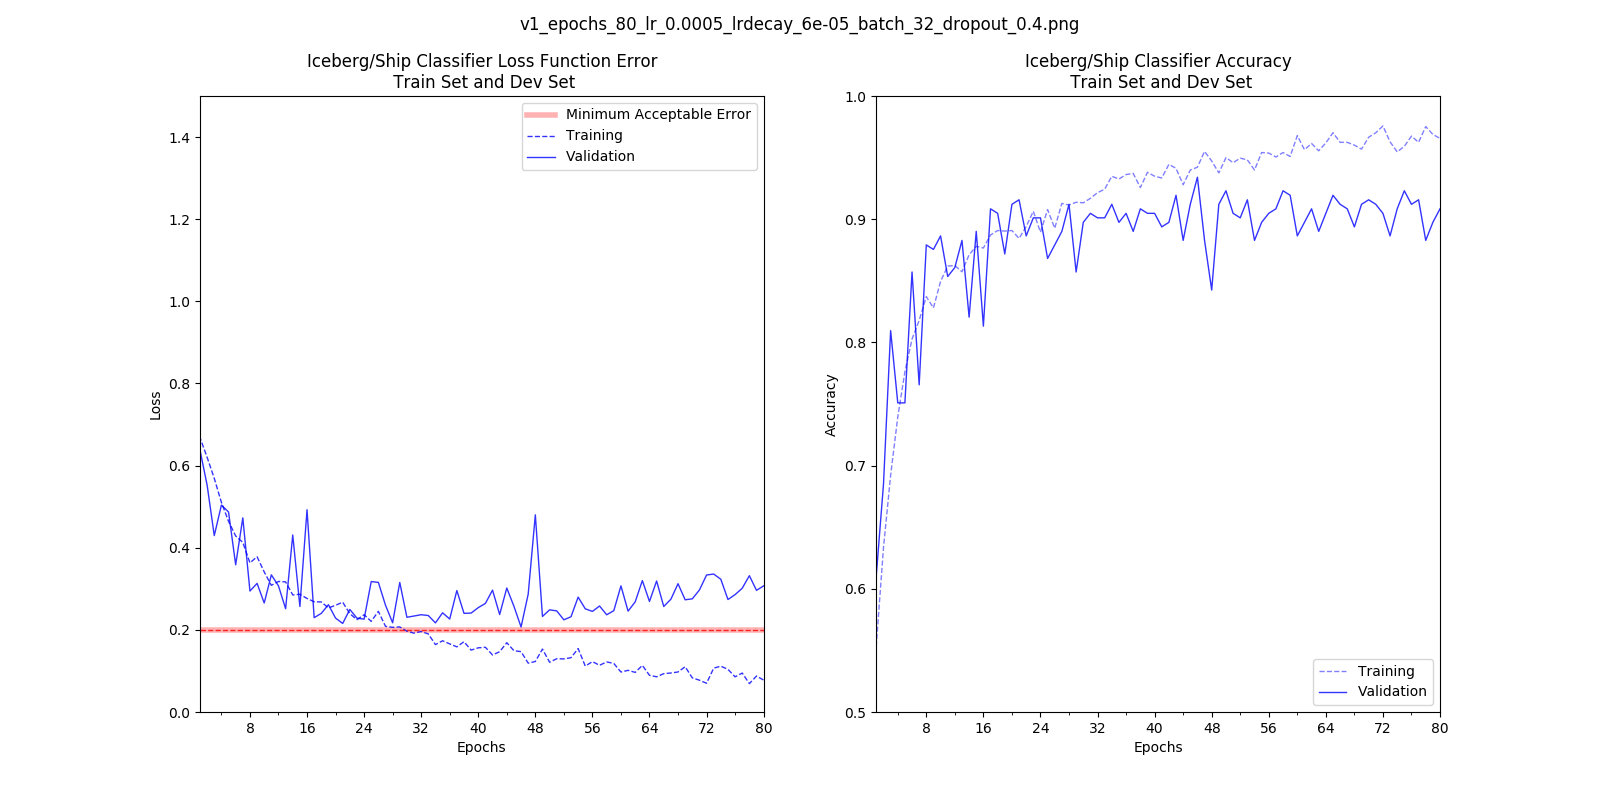 v1_epochs_80_lr_0.0005_lrdecay_6e-05_batch_32_dropout_0.4.png
Iceberg/Ship Classifier Loss Function Error
Train Set and Dev Set
Minimum Acceptable Error
Training
Validation
1.4
1.2
1.0
0.8
0.6
0.4
0.2
0.0
Loss
8 16 24 32 40 48 56 64 72 80
Epochs
Iceberg/Ship Classifier Accuracy
Train Set and Dev Set
1.0
0.9
0.8
0.7
0.6
0.5
Accuracy
Training
Validation
8 16 24 32 40 48 56 64 72 80
Epochs